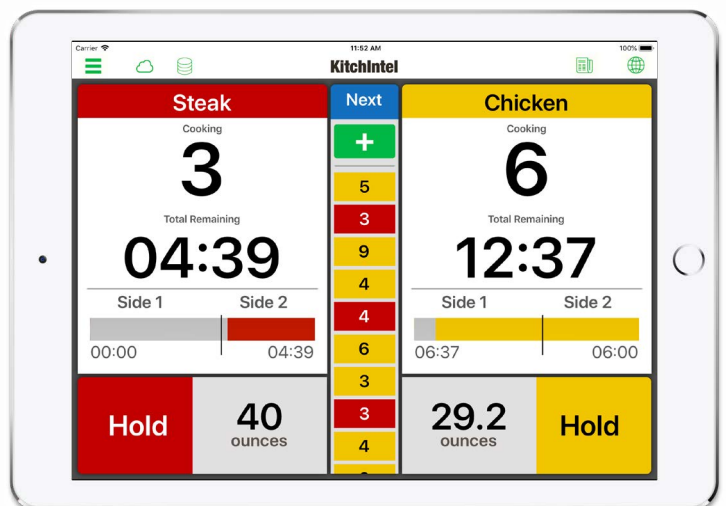 Carrier
11:52 AM
100%
KitchIntel
Steak
Cooking
3
Total Remaining
04:39
Side 1
Side 2
00:00
04:39
Hold
40
ounces
Next
+
5
3
9
4
4
6
3
3
4
Chicken
Cooking
6
Total Remaining
12:37
Side 1
Side 2
06:37
06:00
29.2
ounces
Hold